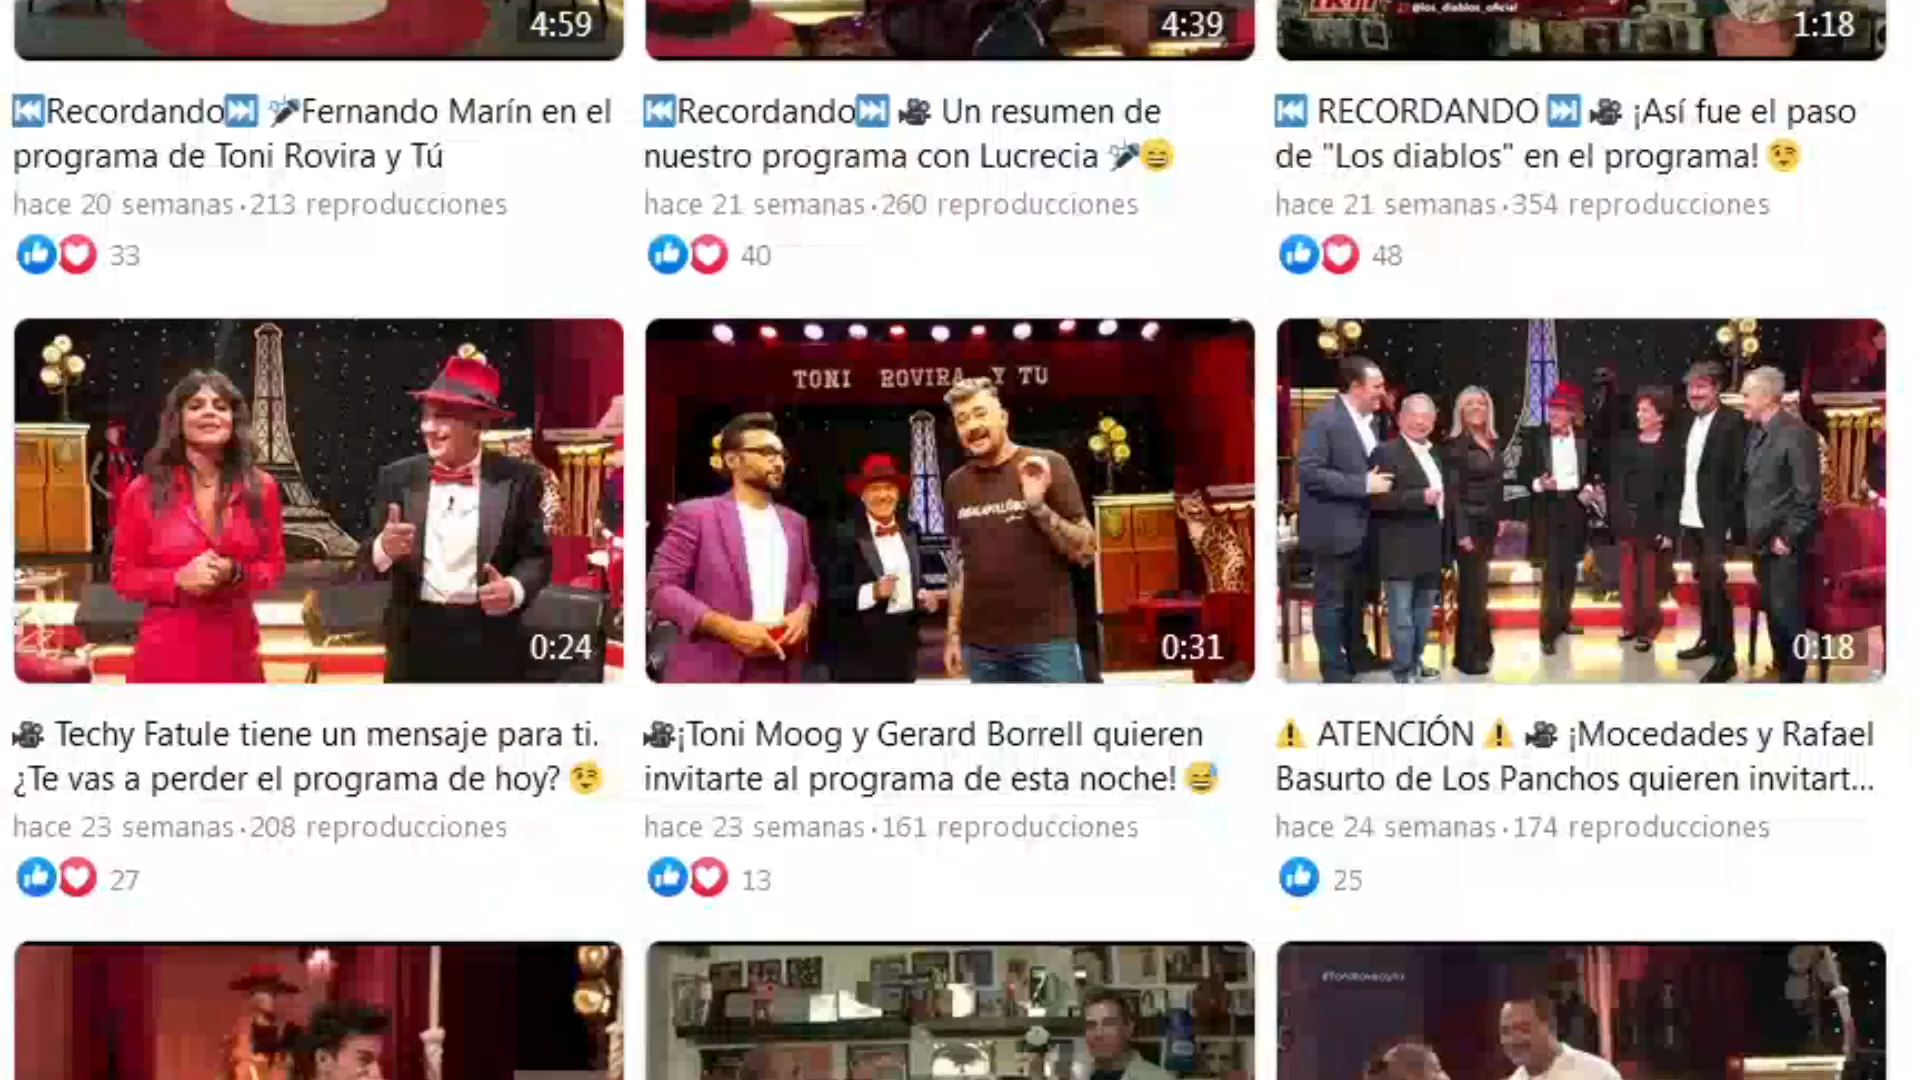 4:59
4:39
@los_diablos_oficial
1:18
⏮Recordando⏭ 🎤Fernando Marín en el
programa de Toni Rovira y Tú
hace 20 semanas·213 reproducciones
33
⏮Recordando⏭ 🎥 Un resumen de
nuestro programa con Lucrecia 🎤😄
hace 21 semanas·260 reproducciones
40
⏮ RECORDANDO ⏭ 🎥 ¡Así fue el paso
de "Los diablos" en el programa! 😉
hace 21 semanas·354 reproducciones
48
0:24
TONI ROVIRA Y TU
0:31
0:18
🎥 Techy Fatule tiene un mensaje para ti.
¿Te vas a perder el programa de hoy? 😉
hace 23 semanas·208 reproducciones
27
🎥¡Toni Moog y Gerard Borrell quieren
invitarte al programa de esta noche! 😅
hace 23 semanas·161 reproducciones
13
⚠ ATENCIÓN ⚠ 🎥 ¡Mocedades y Rafael
Basurto de Los Panchos quieren invitart...
hace 24 semanas·174 reproducciones
25